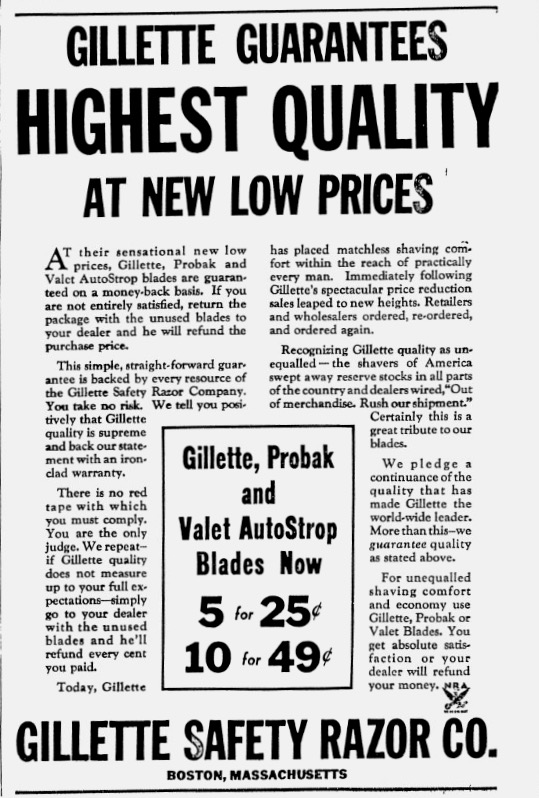 GILLETTE GUARANTEES
HIGHEST QUALITY
AT NEW LOW PRICES
AT their sensational new low
prices, Gillette, Probak and
Valet AutoStrop blades are guaran-
teed on a money-back basis. If you
are not entirely satisfied, return the
package with the unused blades to
your dealer and he will refund the
purchase price.
This simple, straight-forward guar-
antee is backed by every resource of
the Gillette Safety Razor Company.
You take no risk. We tell you posi-
tively that Gillette
quality is supreme
and back our state-
ment with an iron-
clad warranty.
There is no red
tape with which
you must comply.
You are the only
judge. We repeat—
if Gillette quality
does not measure
up to your full ex-
pectations—simply
go to your dealer
with the unused
blades and he'll
refund every cent
you paid.
Today, Gillette
has placed matchless shaving com-
fort within the reach of practically
every man. Immediately following
Gillette's spectacular price reduction
sales leaped to new heights. Retailers
and wholesalers ordered, re-ordered,
and ordered again.
Recognizing Gillette quality as un-
equalled—the shavers of America
swept away reserve stocks in all parts
of the country and dealers wired, "Out
of merchandise. Rush our shipment."
Certainly this is a
great tribute to our
blades.
We pledge a
continuance of the
quality that has
made Gillette the
world-wide leader.
More than this—we
guarantee quality
as stated above.
For unequalled
shaving comfort
and economy use
Gillette, Probak or
Valet Blades. You
get absolute satis-
faction or your
dealer will refund
your money.
NRA
Gillette, Probak
and
Valet AutoStrop
Blades Now
5 for 25¢
10 for 49¢
GILLETTE SAFETY RAZOR CO.
BOSTON, MASSACHUSETTS